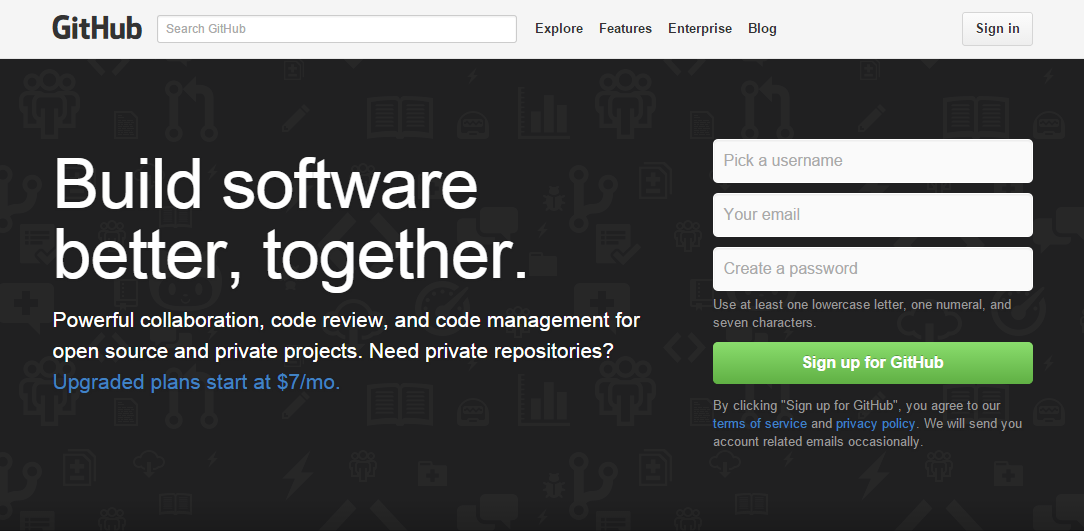 GitHub
Search GitHub
Explore
Features
Enterprise
Blog
Sign in
Build software
better, together.
Powerful collaboration, code review, and code management for
open source and private projects. Need private repositories?
Upgraded plans start at $7/mo.
Pick a username
Your email
Create a password
Use at least one lowercase letter, one numeral, and
seven characters.
Sign up for GitHub
By clicking "Sign up for GitHub", you agree to our
terms of service and privacy policy. We will send you
account related emails occasionally.